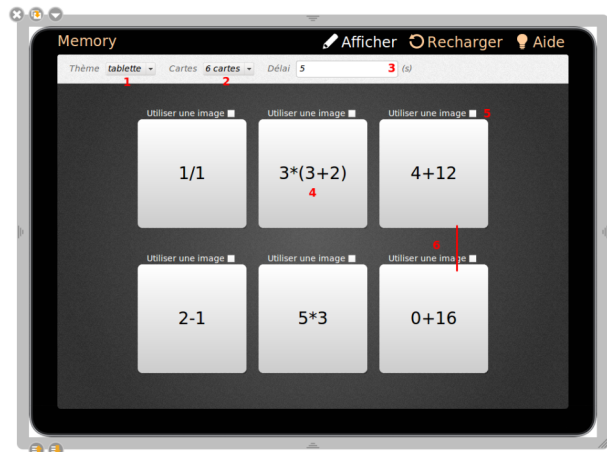 Memory Afficher Recharger Aide
Thème tablette Cartes 6 cartes Délai 5 3 (s)
1 2
Utiliser une image Utiliser une image Utiliser une image 5
1/1 3*(3+2) 4+12
4
6
Utiliser une image Utiliser une image Utiliser une image
2-1 5*3 0+16